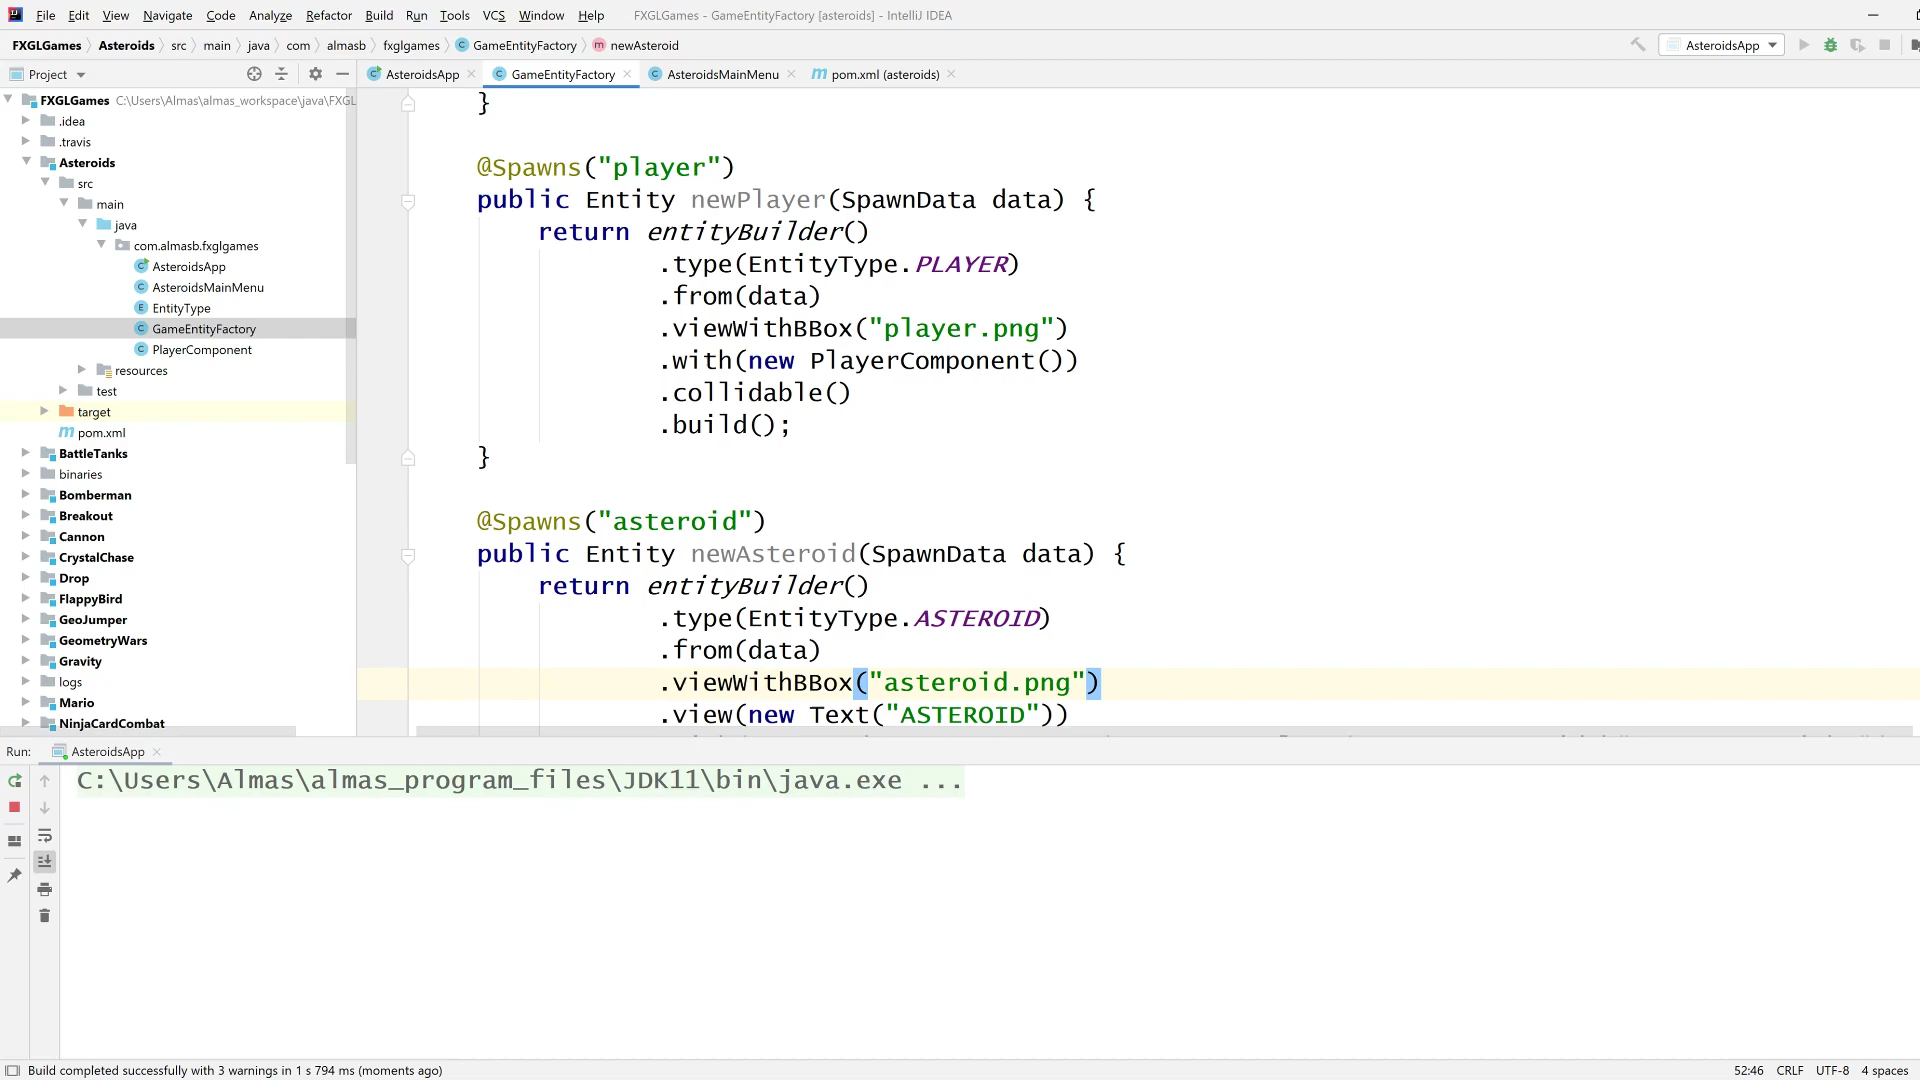 File Edit View Navigate Code Analyze Refactor Build Run Tools VCS Window Help FXGLGames - GameEntityFactory [asteroids] - IntelliJ IDEA
FXGLGames Asteroids src main java com almasb fxglgames GameEntityFactory newAsteroid AsteroidsApp
Project AsteroidsApp GameEntityFactory AsteroidsMainMenu pom.xml (asteroids)
FXGLGames C:\Users\Almas\almas_workspace\java\FXGL
.idea
.travis
Asteroids
src
main
java
com.almasb.fxglgames
AsteroidsApp
AsteroidsMainMenu
EntityType
GameEntityFactory
PlayerComponent
resources
test
target
pom.xml
BattleTanks
binaries
Bomberman
Breakout
Cannon
CrystalChase
Drop
FlappyBird
GeoJumper
GeometryWars
Gravity
logs
Mario
NinjaCardCombat
}
@Spawns("player")
public Entity newPlayer(SpawnData data) {
return entityBuilder()
.type(EntityType.PLAYER)
.from(data)
.viewWithBBox("player.png")
.with(new PlayerComponent())
.collidable()
.build();
}
@Spawns("asteroid")
public Entity newAsteroid(SpawnData data) {
return entityBuilder()
.type(EntityType.ASTEROID)
.from(data)
.viewWithBBox("asteroid.png")
.view(new Text("ASTEROID"))
Run: AsteroidsApp
C:\Users\Almas\almas_program_files\JDK11\bin\java.exe ...
Build completed successfully with 3 warnings in 1 s 794 ms (moments ago) 52:46 CRLF UTF-8 4 spaces